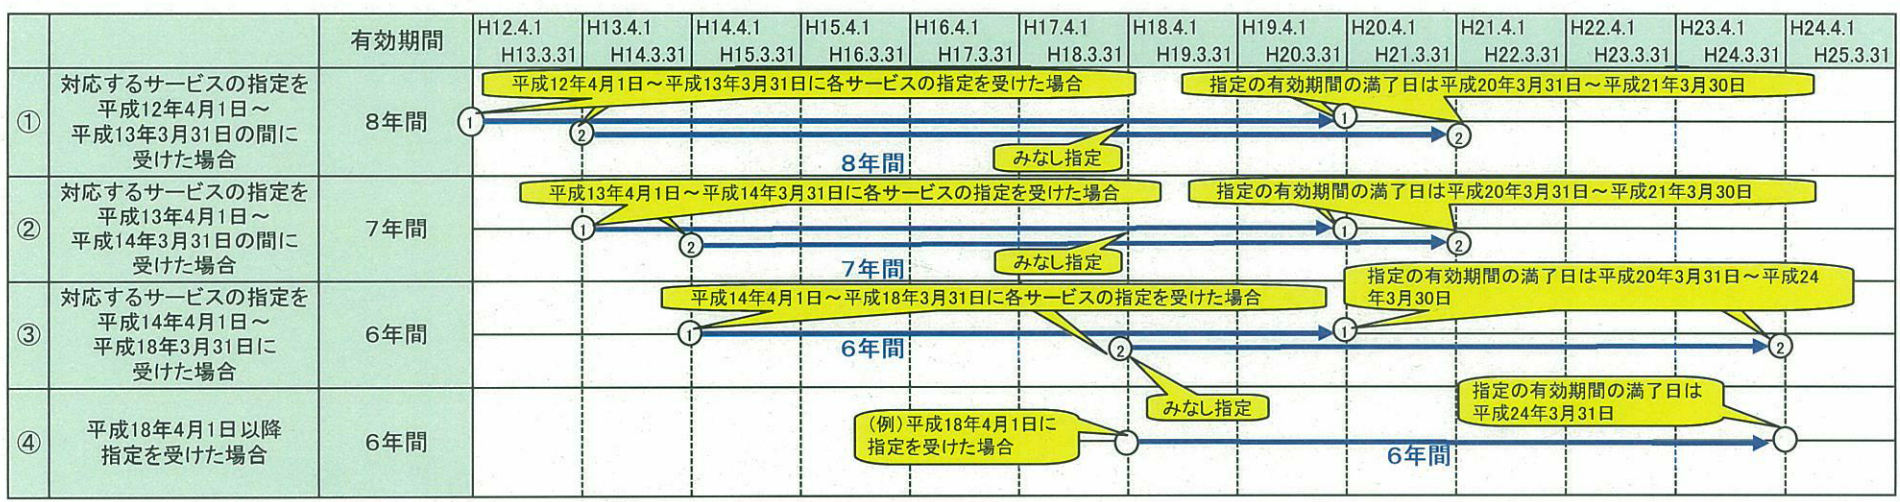 有効期間
H12.4.1
H13.3.31
H13.4.1
H14.3.31
H14.4.1
H15.3.31
H15.4.1
H16.3.31
H16.4.1
H17.3.31
H17.4.1
H18.3.31
H18.4.1
H19.3.31
H19.4.1
H20.3.31
H20.4.1
H21.3.31
H21.4.1
H22.3.31
H22.4.1
H23.3.31
H23.4.1
H24.3.31
H24.4.1
H25.3.31
①
対応するサービスの指定を
平成12年4月1日～
平成13年3月31日の間に
受けた場合
8年間
平成12年4月1日～平成13年3月31日に各サービスの指定を受けた場合
指定の有効期間の満了日は平成20年3月31日～平成21年3月30日
1
1
2
2
8年間
みなし指定
②
対応するサービスの指定を
平成13年4月1日～
平成14年3月31日の間に
受けた場合
7年間
平成13年4月1日～平成14年3月31日に各サービスの指定を受けた場合
指定の有効期間の満了日は平成20年3月31日～平成21年3月30日
1
1
2
2
7年間
みなし指定
③
対応するサービスの指定を
平成14年4月1日～
平成18年3月31日に
受けた場合
6年間
平成14年4月1日～平成18年3月31日に各サービスの指定を受けた場合
指定の有効期間の満了日は平成20年3月31日～平成24
年3月30日
1
1
2
2
6年間
みなし指定
④
平成18年4月1日以降
指定を受けた場合
6年間
（例）平成18年4月1日に
指定を受けた場合
指定の有効期間の満了日は
平成24年3月31日
6年間